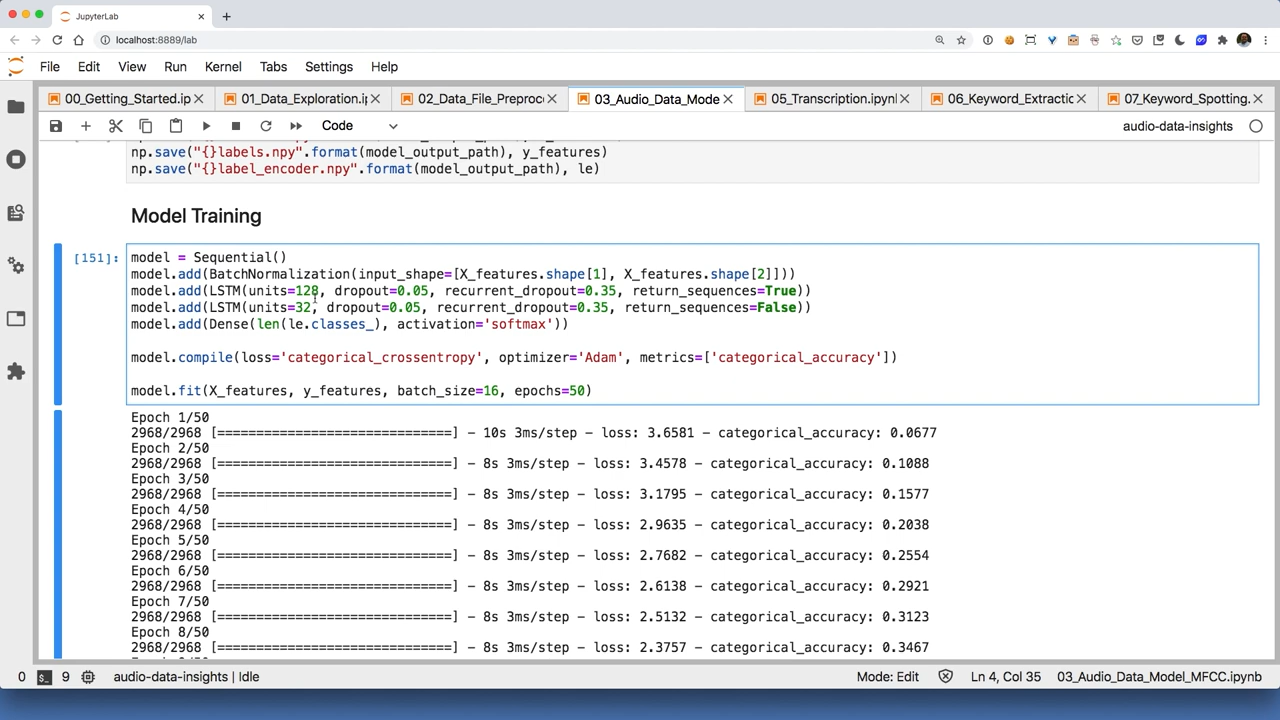 JupyterLab
localhost:8889/lab
File Edit View Run Kernel Tabs Settings Help
00_Getting_Started.ip 01_Data_Exploration.i 02_Data_File_Preproc 03_Audio_Data_Mode 05_Transcription.ipynl 06_Keyword_Extractic 07_Keyword_Spotting.
Code audio-data-insights
np.save("{}labels.npy".format(model_output_path), y_features)
np.save("{}label_encoder.npy".format(model_output_path), le)
Model Training
[151]: model = Sequential()
model.add(BatchNormalization(input_shape=[X_features.shape[1], X_features.shape[2]]))
model.add(LSTM(units=128, dropout=0.05, recurrent_dropout=0.35, return_sequences=True))
model.add(LSTM(units=32, dropout=0.05, recurrent_dropout=0.35, return_sequences=False))
model.add(Dense(len(le.classes_), activation='softmax'))
model.compile(loss='categorical_crossentropy', optimizer='Adam', metrics=['categorical_accuracy'])
model.fit(X_features, y_features, batch_size=16, epochs=50)
Epoch 1/50
2968/2968 [==============================] - 10s 3ms/step - loss: 3.6581 - categorical_accuracy: 0.0677
Epoch 2/50
2968/2968 [==============================] - 8s 3ms/step - loss: 3.4578 - categorical_accuracy: 0.1088
Epoch 3/50
2968/2968 [==============================] - 8s 3ms/step - loss: 3.1795 - categorical_accuracy: 0.1577
Epoch 4/50
2968/2968 [==============================] - 8s 3ms/step - loss: 2.9635 - categorical_accuracy: 0.2038
Epoch 5/50
2968/2968 [==============================] - 8s 3ms/step - loss: 2.7682 - categorical_accuracy: 0.2554
Epoch 6/50
2968/2968 [==============================] - 8s 3ms/step - loss: 2.6138 - categorical_accuracy: 0.2921
Epoch 7/50
2968/2968 [==============================] - 8s 3ms/step - loss: 2.5132 - categorical_accuracy: 0.3123
Epoch 8/50
2968/2968 [==============================] - 8s 3ms/step - loss: 2.3757 - categorical_accuracy: 0.3467
0 9 audio-data-insights | Idle Mode: Edit Ln 4, Col 35 03_Audio_Data_Model_MFCC.ipynb